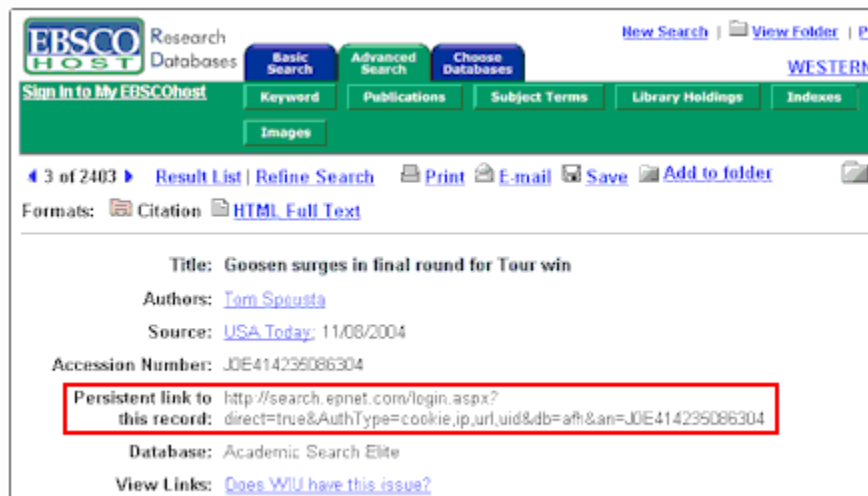 EBSCO HOST Research Databases
New Search | View Folder | P
Basic Search Advanced Search Choose Databases
WESTERN
Sign In to My EBSCOhost Keyword Publications Subject Terms Library Holdings Indexes
Images
3 of 2403 Result List | Refine Search Print E-mail Save Add to folder
Formats: Citation HTML Full Text
Title: Goosen surges in final round for Tour win
Authors: Tom Spousta
Source: USA Today; 11/08/2004
Accession Number: J0E414235086304
Persistent link to this record: http://search.epnet.com/login.aspx?
direct=true&AuthType=cookie,ip,url,uid&db=afh&an=J0E414235086304
Database: Academic Search Elite
View Links: Does WIU have this issue?